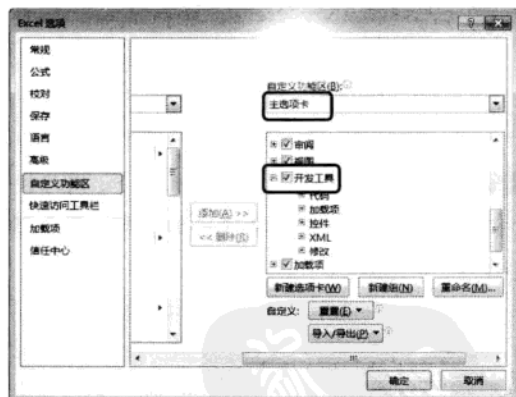 Excel 选项
常规
公式
校对
保存
语言
高级
自定义功能区
快速访问工具栏
加载项
信任中心
自定义功能区(B):
主选项卡
审阅
视图
开发工具
代码
加载项
控件
XML
修改
加载项
添加(A) >>
<< 删除(R)
新建选项卡(W)
新建组(N)
重命名(M)...
自定义:
重置(E)
导入/导出(P)
确定
取消